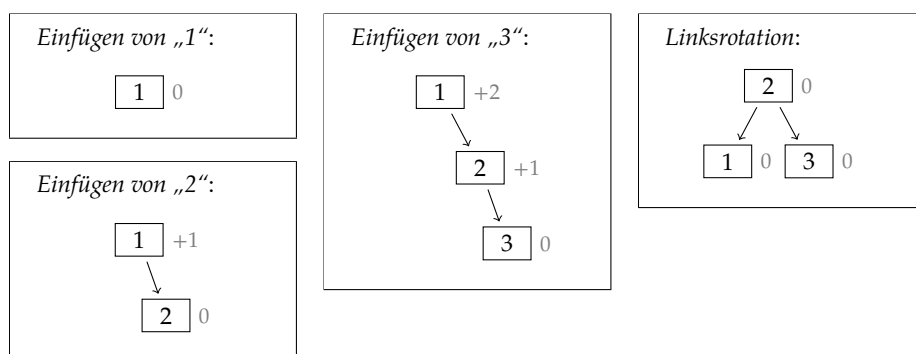 Einfügen von „1“:
1 0
Einfügen von „2“:
1 +1
2 0
Einfügen von „3“:
1 +2
2 +1
3 0
Linksrotation:
2 0
1 0 3 0